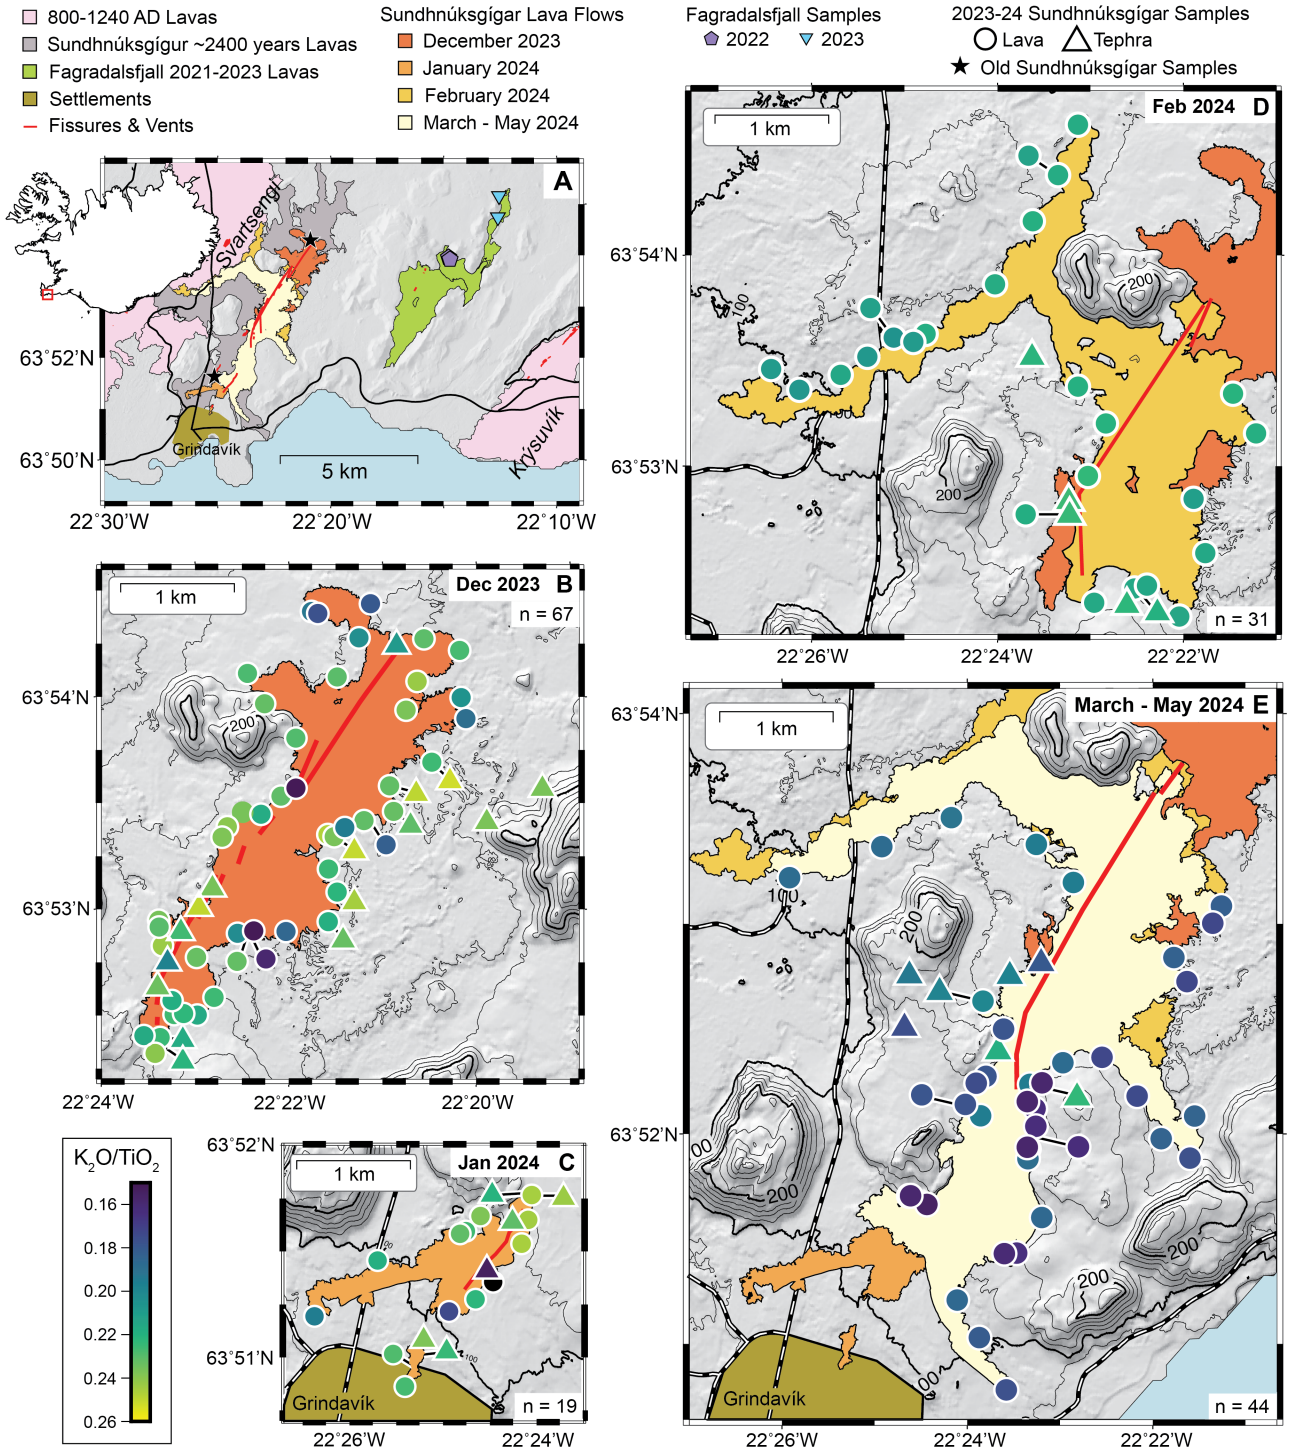 800-1240 AD Lavas
Sundhnúksgígur ~2400 years Lavas
Fagradalsfjall 2021-2023 Lavas
Settlements
Fissures & Vents
Sundhnúksgígar Lava Flows
December 2023
January 2024
February 2024
March - May 2024
Fagradalsfjall Samples
2022 2023
2023-24 Sundhnúksgígar Samples
Lava Tephra
Old Sundhnúksgígar Samples
A
Svartsengi
Grindavík
Krýsuvík
5 km
63°52'N
63°50'N
22°30'W 22°20'W 22°10'W
Dec 2023 B
n = 67
1 km
200
63°54'N
63°53'N
22°24'W 22°22'W 22°20'W
K2O/TiO2
0.16
0.18
0.20
0.22
0.24
0.26
Jan 2024 C
1 km
100
100
Grindavík
n = 19
63°52'N
63°51'N
22°26'W 22°24'W
Feb 2024 D
1 km
100
200
200
n = 31
63°54'N
63°53'N
22°26'W 22°24'W 22°22'W
March - May 2024 E
1 km
100
200
00
200
200
200
00
Grindavík
n = 44
63°54'N
63°52'N
22°26'W 22°24'W 22°22'W